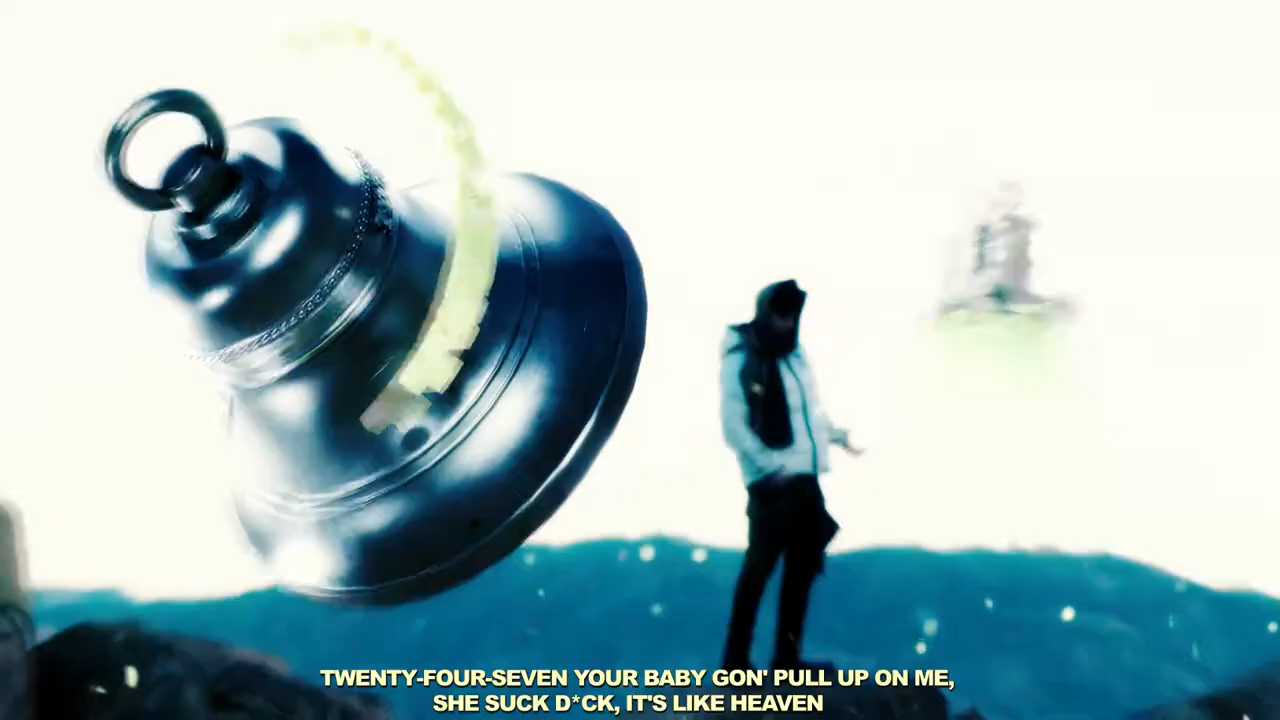 TWENTY-FOUR-SEVEN YOUR BABY GON' PULL UP ON ME,
SHE SUCK D*CK, IT'S LIKE HEAVEN